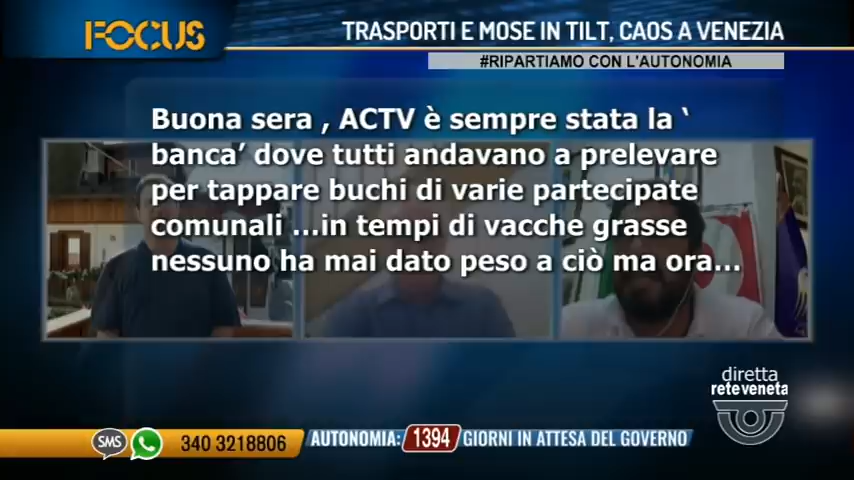 FOCUS
TRASPORTI E MOSE IN TILT, CAOS A VENEZIA
#RIPARTIAMO CON L'AUTONOMIA
Buona sera , ACTV è sempre stata la ‘
banca’ dove tutti andavano a prelevare
per tappare buchi di varie partecipate
comunali ...in tempi di vacche grasse
nessuno ha mai dato peso a ciò ma ora...
diretta
reteveneta
SMS 340 3218806 AUTONOMIA: 1394 GIORNI IN ATTESA DEL GOVERNO